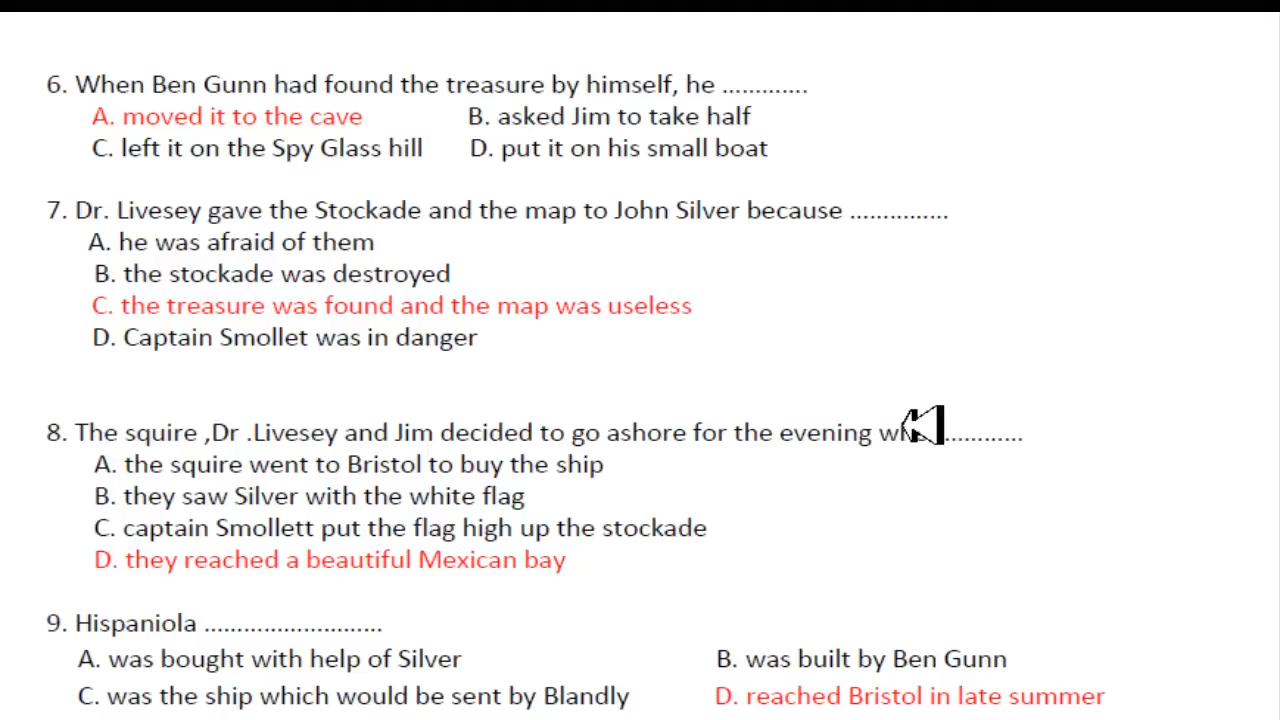 6. When Ben Gunn had found the treasure by himself, he .............
A. moved it to the cave B. asked Jim to take half
C. left it on the Spy Glass hill D. put it on his small boat
7. Dr. Livesey gave the Stockade and the map to John Silver because ...............
A. he was afraid of them
B. the stockade was destroyed
C. the treasure was found and the map was useless
D. Captain Smollet was in danger
8. The squire ,Dr .Livesey and Jim decided to go ashore for the evening ............
A. the squire went to Bristol to buy the ship
B. they saw Silver with the white flag
C. captain Smollett put the flag high up the stockade
D. they reached a beautiful Mexican bay
9. Hispaniola ...........................
A. was bought with help of Silver B. was built by Ben Gunn
C. was the ship which would be sent by Blandly D. reached Bristol in late summer